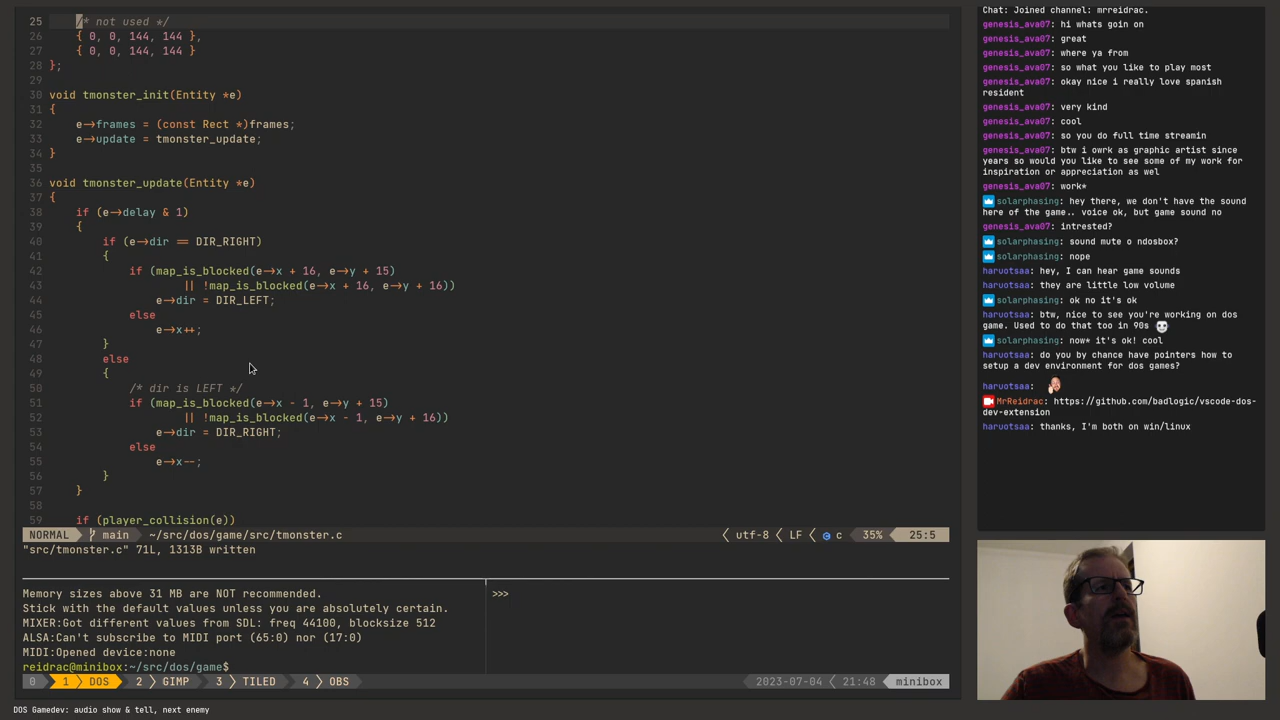 25 /* not used */
26 { 0, 0, 144, 144 },
27 { 0, 0, 144, 144 }
28 };
29
30 void tmonster_init(Entity *e)
31 {
32 e->frames = (const Rect *)frames;
33 e->update = tmonster_update;
34 }
35
36 void tmonster_update(Entity *e)
37 {
38 if (e->delay & 1)
39 {
40 if (e->dir == DIR_RIGHT)
41 {
42 if (map_is_blocked(e->x + 16, e->y + 15)
43 || !map_is_blocked(e->x + 16, e->y + 16))
44 e->dir = DIR_LEFT;
45 else
46 e->x++;
47 }
48 else
49 {
50 /* dir is LEFT */
51 if (map_is_blocked(e->x - 1, e->y + 15)
52 || !map_is_blocked(e->x - 1, e->y + 16))
53 e->dir = DIR_RIGHT;
54 else
55 e->x--;
56 }
57 }
58
59 if (player_collision(e))
NORMAL main ~/src/dos/game/src/tmonster.c utf-8 LF c 35% 25:5
"src/tmonster.c" 71L, 1313B written
Memory sizes above 31 MB are NOT recommended.
Stick with the default values unless you are absolutely certain.
MIXER:Got different values from SDL: freq 44100, blocksize 512
ALSA:Can't subscribe to MIDI port (65:0) nor (17:0)
MIDI:Opened device:none
reidrac@minibox:~/src/dos/game$
>>>
0 1 DOS 2 GIMP 3 TILED 4 OBS 2023-07-04 21:48 minibox
DOS Gamedev: audio show & tell, next enemy
Chat: Joined channel: mrreidrac.
genesis_ava07: hi whats goin on
genesis_ava07: great
genesis_ava07: where ya from
genesis_ava07: so what you like to play most
genesis_ava07: okay nice i really love spanish
resident
genesis_ava07: very kind
genesis_ava07: cool
genesis_ava07: so you do full time streamin
genesis_ava07: btw i owrk as graphic artist since
years so would you like to see some of my work for
inspiration or appreciation as wel
genesis_ava07: work*
solarphasing: hey there, we don't have the sound
here of the game.. voice ok, but game sound no
genesis_ava07: intrested?
solarphasing: sound mute o ndosbox?
solarphasing: nope
haruotsaa: hey, I can hear game sounds
haruotsaa: they are little low volume
solarphasing: ok no it's ok
haruotsaa: btw, nice to see you're working on dos
game. Used to do that too in 90s
solarphasing: now* it's ok! cool
haruotsaa: do you by chance have pointers how to
setup a dev environment for dos games?
haruotsaa:
MrReidrac: https://github.com/badlogic/vscode-dos-
dev-extension
haruotsaa: thanks, I'm both on win/linux